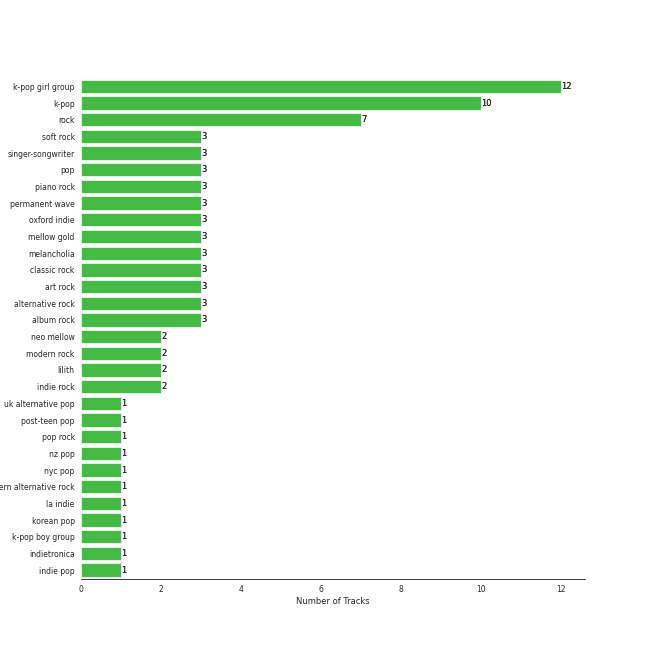 k-pop girl group 12
k-pop 10
rock 7
soft rock 3
singer-songwriter 3
pop 3
piano rock 3
permanent wave 3
oxford indie 3
mellow gold 3
melancholia 3
classic rock 3
art rock 3
alternative rock 3
album rock 3
neo mellow 2
modern rock 2
lilith 2
indie rock 2
uk alternative pop 1
post-teen pop 1
pop rock 1
nz pop 1
nyc pop 1
ern alternative rock 1
la indie 1
korean pop 1
k-pop boy group 1
indietronica 1
indie pop 1
0 2 4 6 8 10 12
Number of Tracks